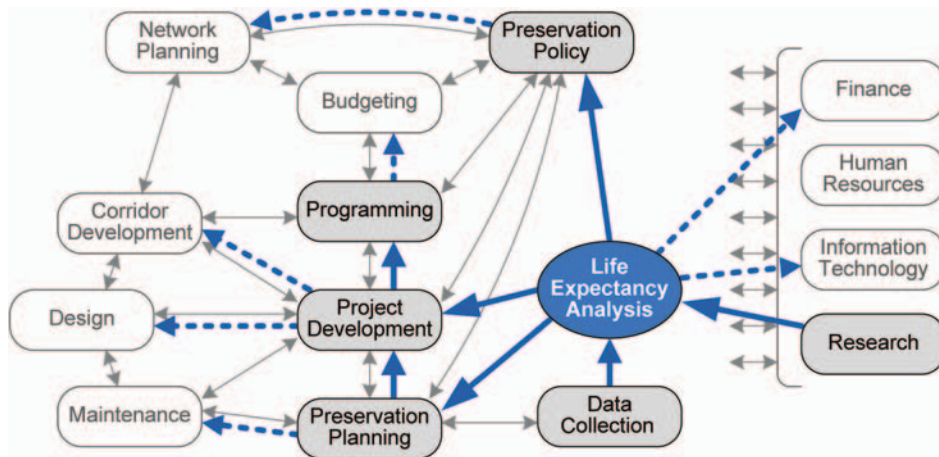 Network
Planning
Preservation
Policy
Budgeting
Finance
Human
Resources
Programming
Corridor
Development
Information
Technology
Life
Expectancy
Analysis
Design
Project
Development
Research
Maintenance
Preservation
Planning
Data
Collection